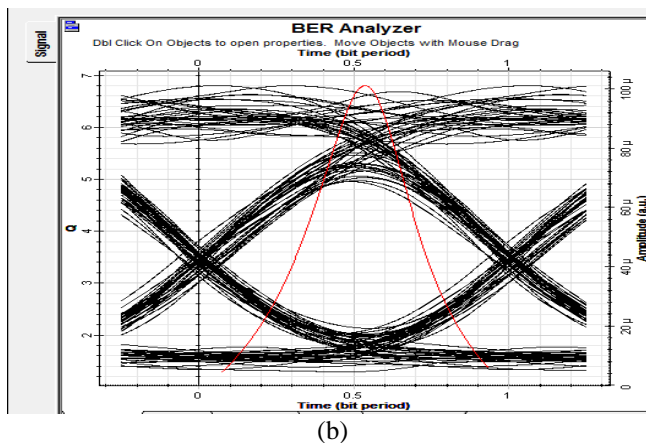 Signal
BER Analyzer
Dbl Click On Objects to open properties. Move Objects with Mouse Drag
Time (bit period)
0 0.5 1
7
6
5
4
3
2
Q
100 µ
80 µ
60 µ
40 µ
20 µ
0
Amplitude (a.u.)
0 0.5 1
Time (bit period)
(b)